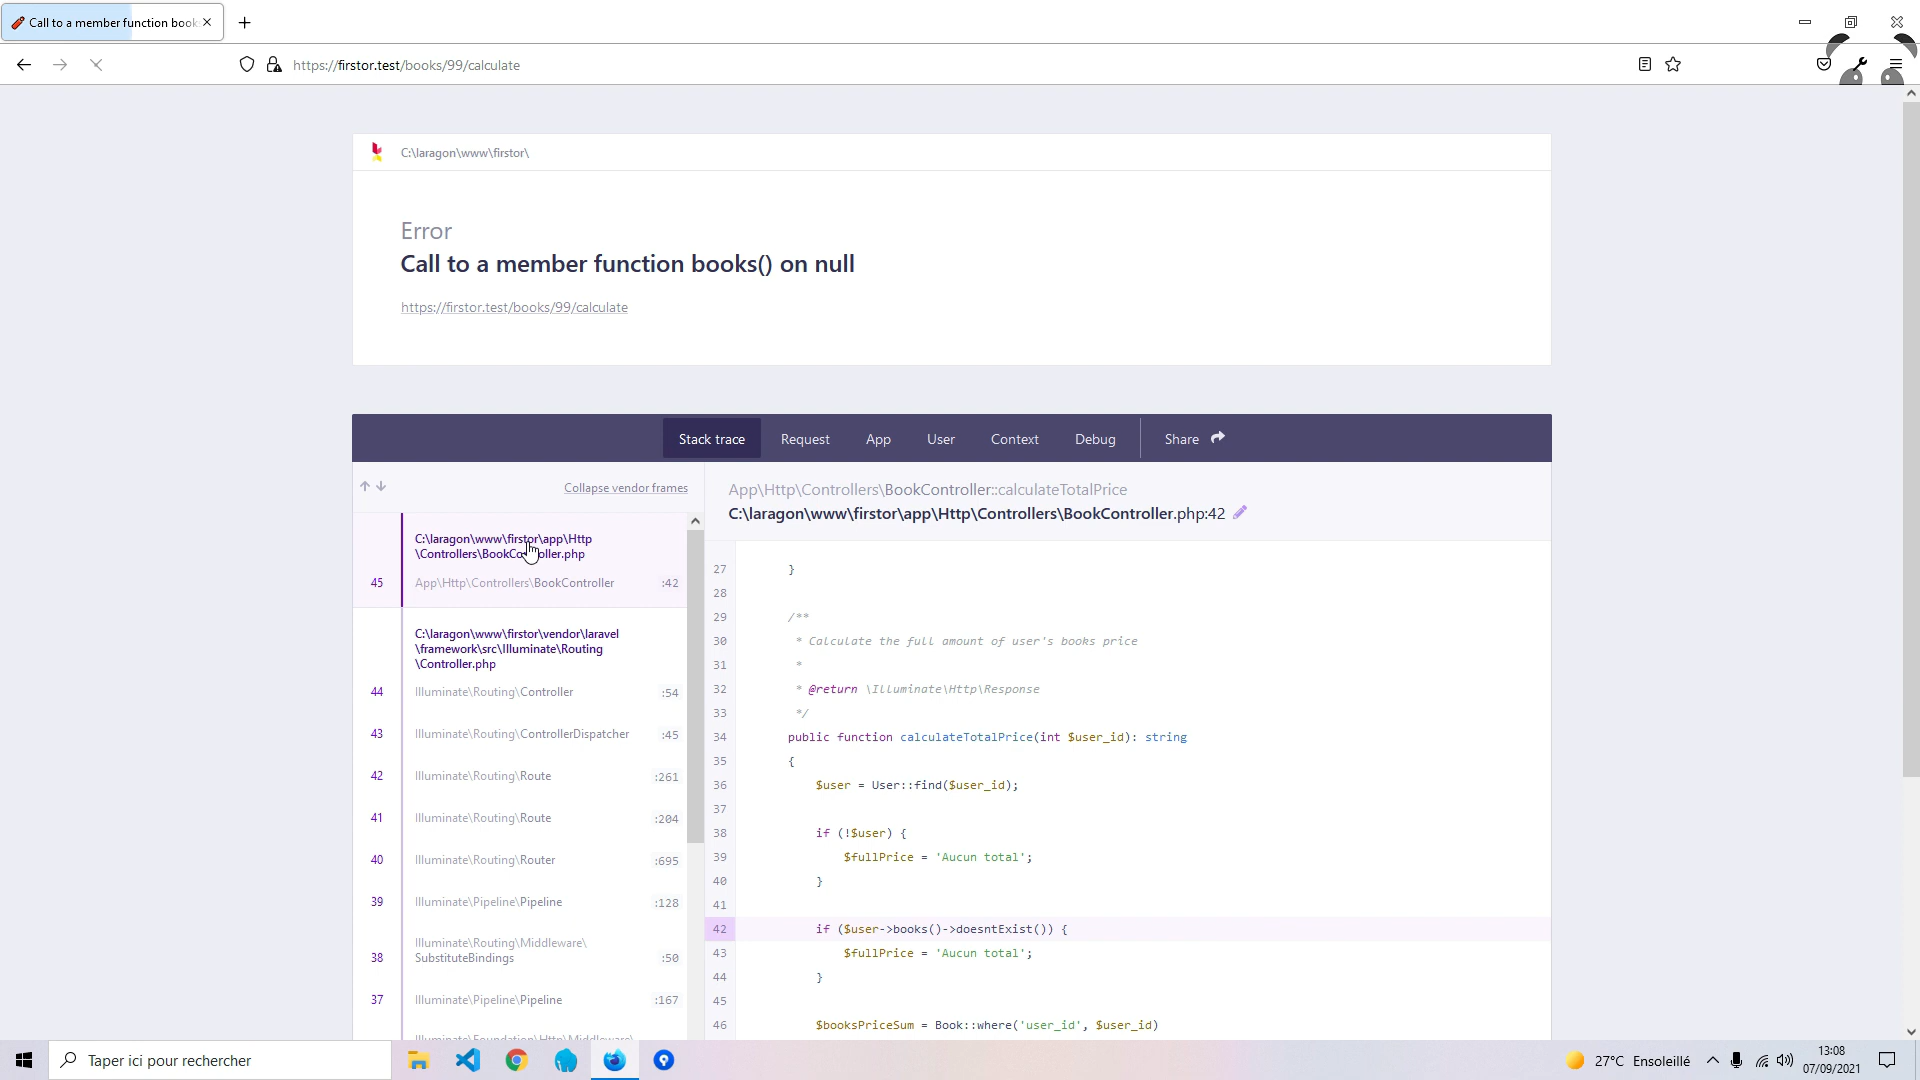 Call to a member function book
https://firstor.test/books/99/calculate
C:\laragon\www\firstor\
Error
Call to a member function books() on null
https://firstor.test/books/99/calculate
Stack trace
Request
App
User
Context
Debug
Share
Collapse vendor frames
C:\laragon\www\firstor\app\Http
\Controllers\BookController.php
45 App\Http\Controllers\BookController :42
C:\laragon\www\firstor\vendor\laravel
\framework\src\Illuminate\Routing
\Controller.php
44 Illuminate\Routing\Controller :54
43 Illuminate\Routing\ControllerDispatcher :45
42 Illuminate\Routing\Route :261
41 Illuminate\Routing\Route :204
40 Illuminate\Routing\Router :695
39 Illuminate\Pipeline\Pipeline :128
Illuminate\Routing\Middleware\
38 SubstituteBindings :50
37 Illuminate\Pipeline\Pipeline :167
Illuminate\Foundation\Http\Middleware\
App\Http\Controllers\BookController::calculateTotalPrice
C:\laragon\www\firstor\app\Http\Controllers\BookController.php:42
27 }
28
29 /**
30 * Calculate the full amount of user's books price
31 *
32 * @return \Illuminate\Http\Response
33 */
34 public function calculateTotalPrice(int $user_id): string
35 {
36 $user = User::find($user_id);
37
38 if (!$user) {
39 $fullPrice = 'Aucun total';
40 }
41
42 if ($user->books()->doesntExist()) {
43 $fullPrice = 'Aucun total';
44 }
45
46 $booksPriceSum = Book::where('user_id', $user_id)
Taper ici pour rechercher
27°C Ensoleillé
13:08
07/09/2021